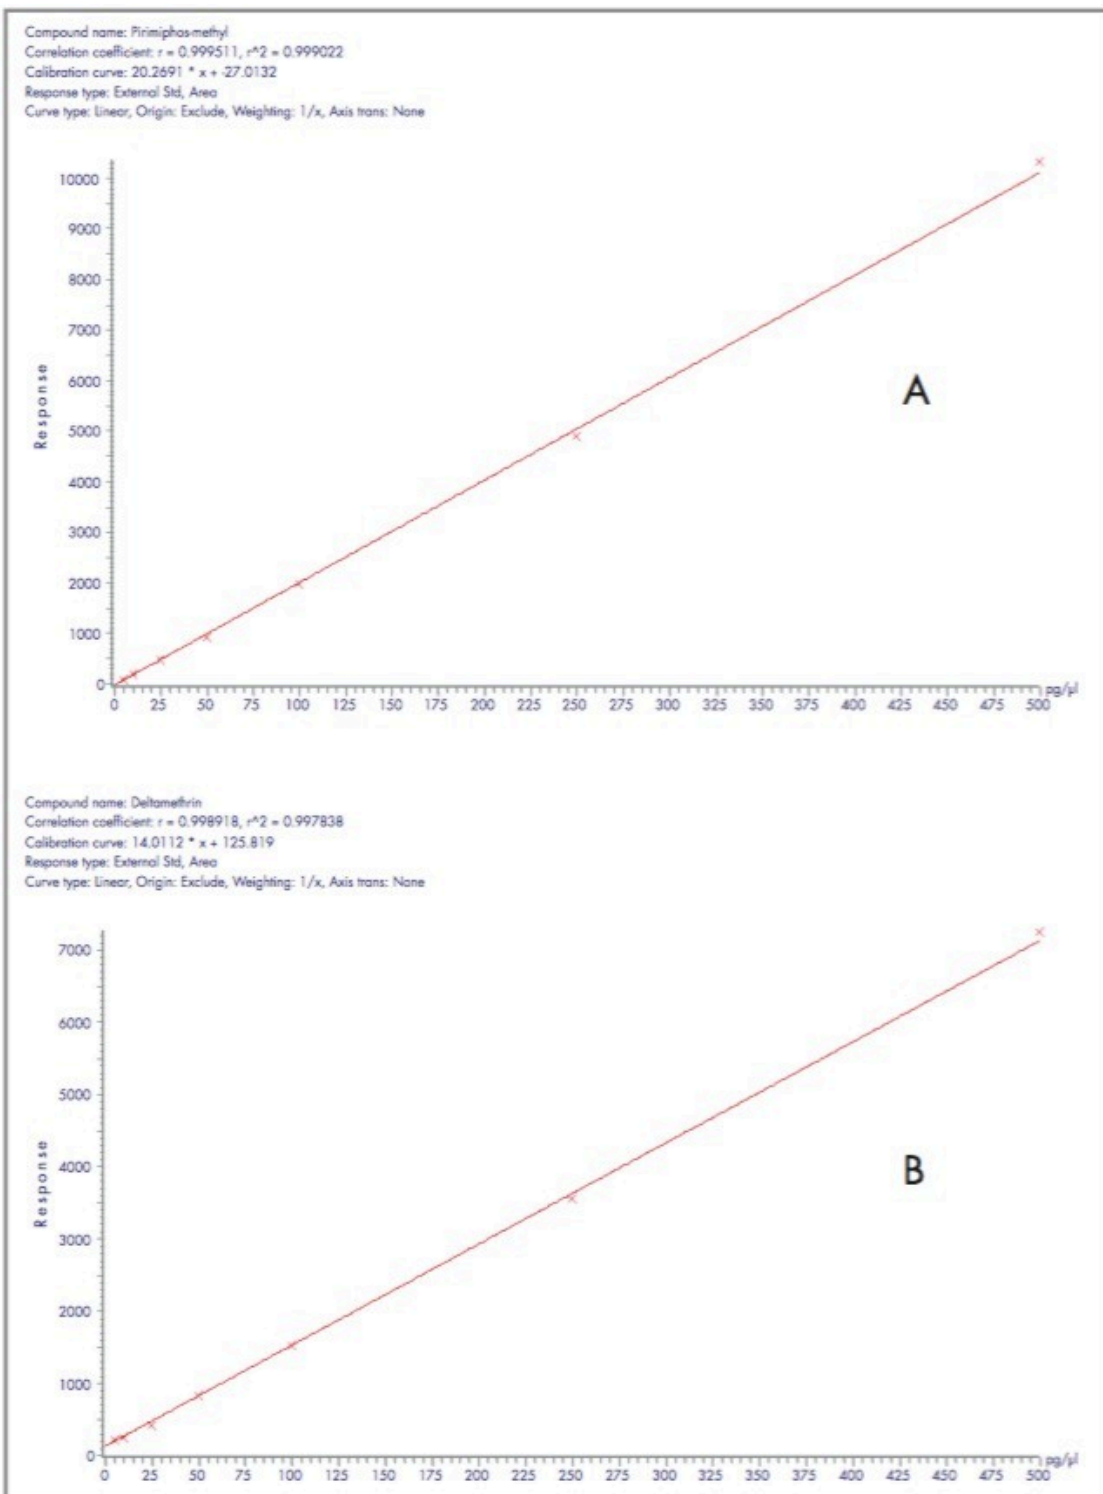 Compound name: Pirimiphos-methyl
Correlation coefficient: r = 0.999511, r^2 = 0.999022
Calibration curve: 20.2691 * x + -27.0132
Response type: External Std, Area
Curve type: Linear, Origin: Exclude, Weighting: 1/x, Axis trans: None
10000
9000
8000
7000
6000
5000
4000
3000
2000
1000
0
Response
A
0 25 50 75 100 125 150 175 200 225 250 275 300 325 350 375 400 425 450 475 500
pg/µl
Compound name: Deltamethrin
Correlation coefficient: r = 0.998918, r^2 = 0.997838
Calibration curve: 14.0112 * x + 125.819
Response type: External Std, Area
Curve type: Linear, Origin: Exclude, Weighting: 1/x, Axis trans: None
7000
6000
5000
4000
3000
2000
1000
0
Response
B
0 25 50 75 100 125 150 175 200 225 250 275 300 325 350 375 400 425 450 475 500
pg/µl